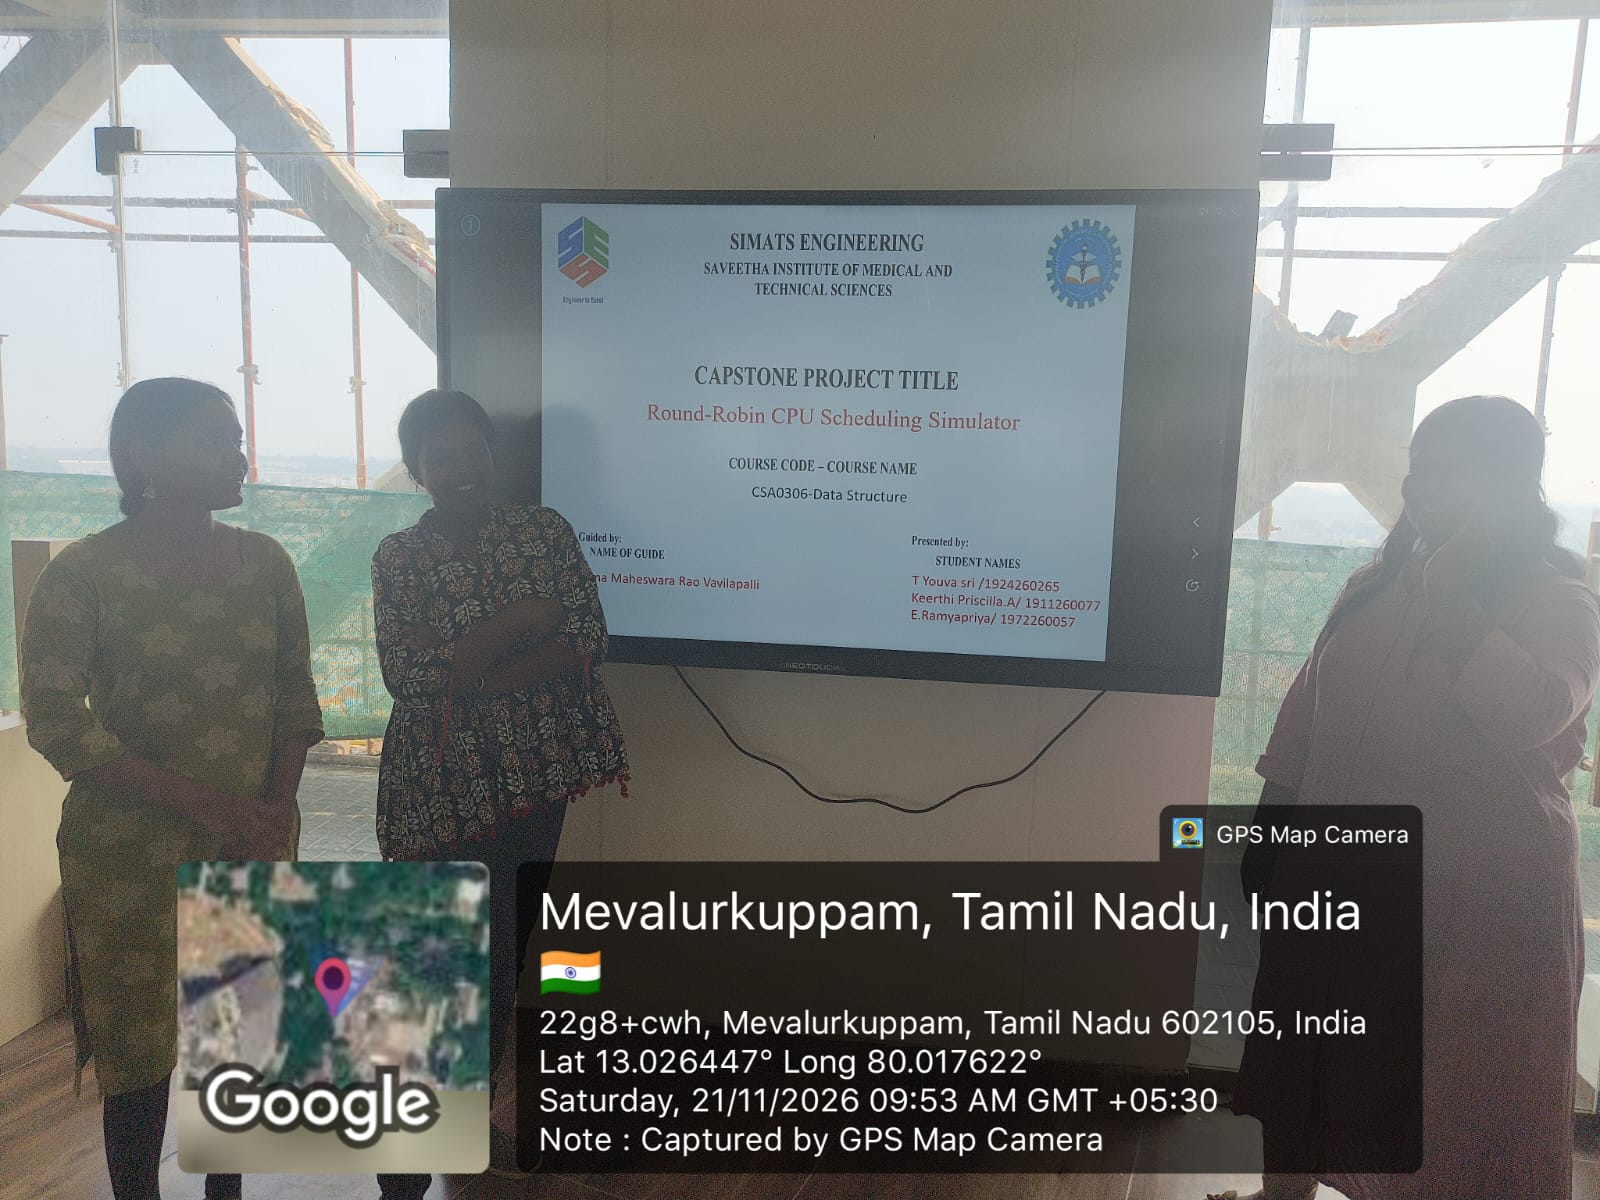 SIMATS ENGINEERING
SAVEETHA INSTITUTE OF MEDICAL AND
TECHNICAL SCIENCES
Engineer to Excel
CAPSTONE PROJECT TITLE
Round-Robin CPU Scheduling Simulator
COURSE CODE – COURSE NAME
CSA0306-Data Structure
Guided by:
NAME OF GUIDE
Maheswara Rao Vavilapalli
Presented by:
STUDENT NAMES
T Youva sri /1924260265
Keerthi Priscilla.A/ 1911260077
E.Ramyapriya/ 1972260057
NEOTOUCH
GPS Map Camera
Mevalurkuppam, Tamil Nadu, India
22g8+cwh, Mevalurkuppam, Tamil Nadu 602105, India
Lat 13.026447° Long 80.017622°
Saturday, 21/11/2026 09:53 AM GMT +05:30
Note : Captured by GPS Map Camera
Google